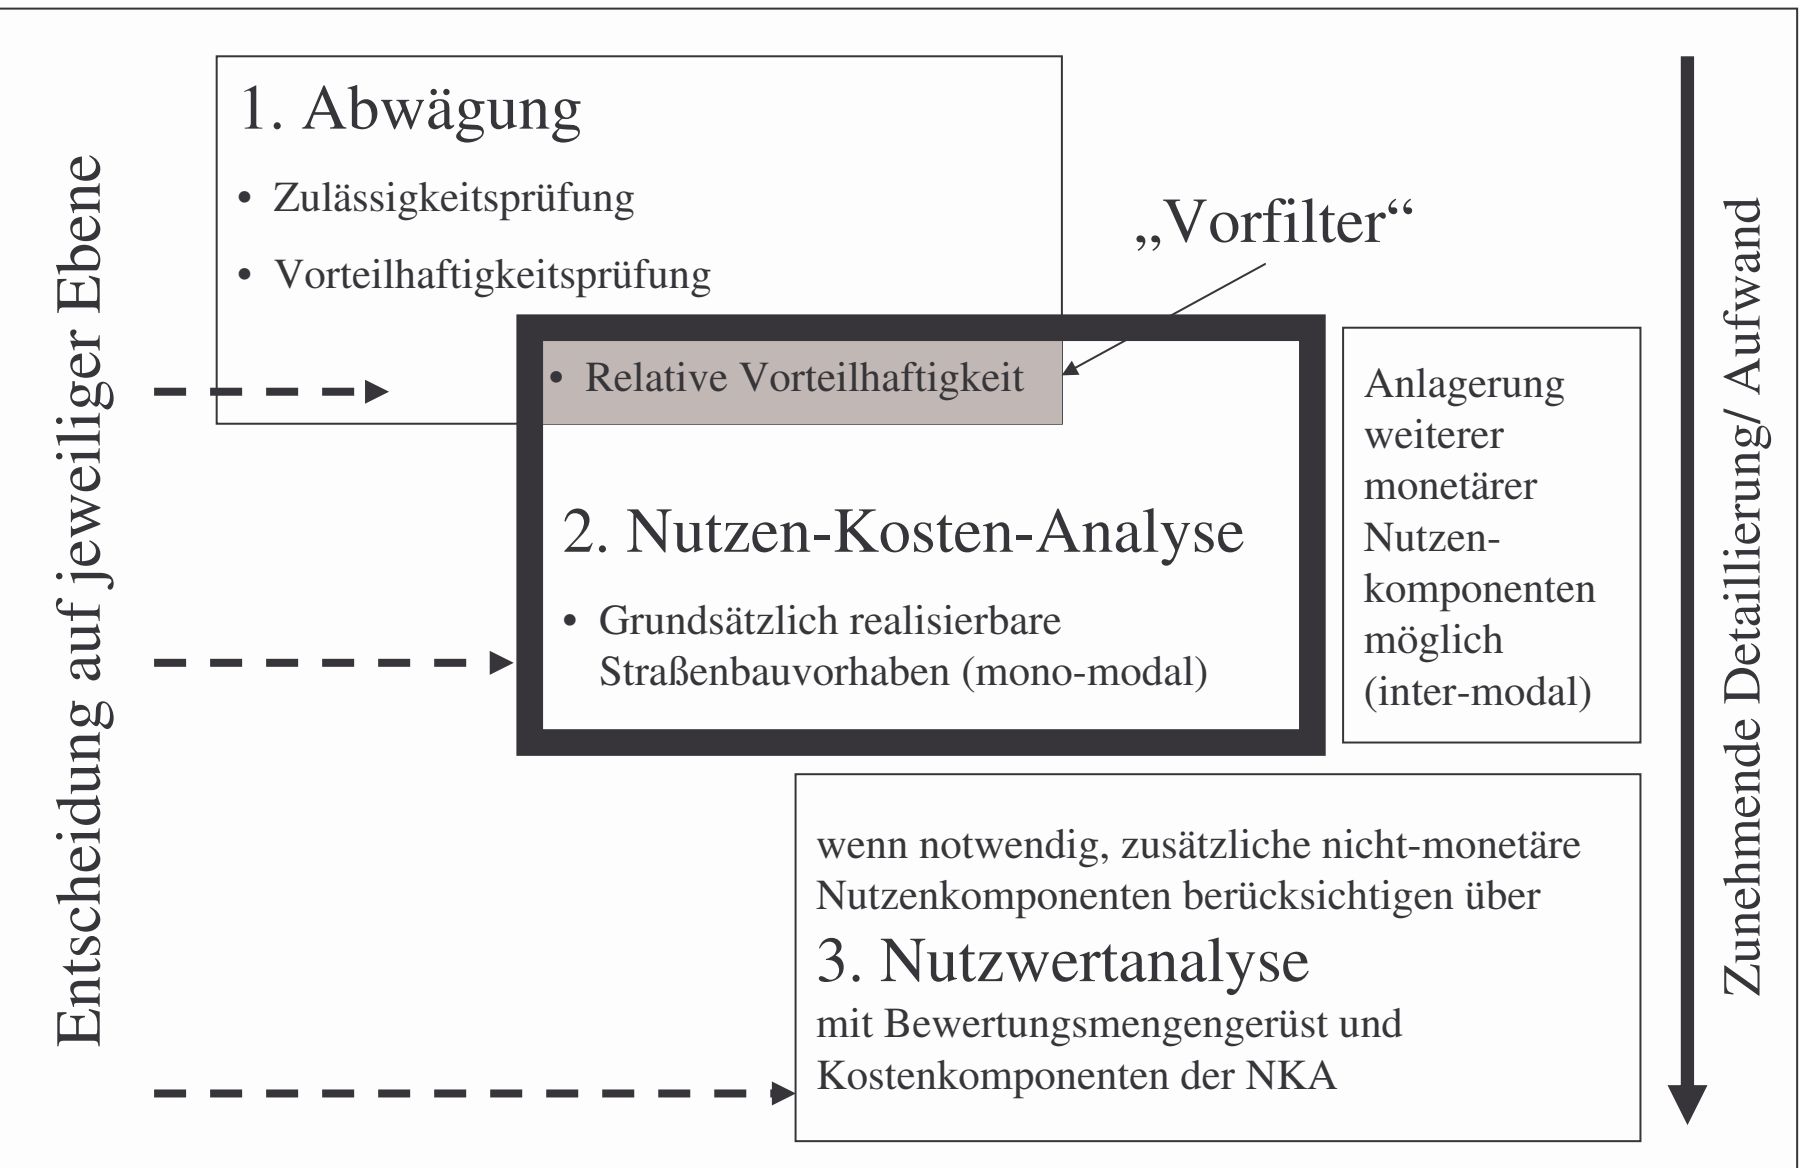 Entscheidung auf jeweiliger Ebene
1. Abwägung
• Zulässigkeitsprüfung
• Vorteilhaftigkeitsprüfung
„Vorfilter“
• Relative Vorteilhaftigkeit
2. Nutzen-Kosten-Analyse
• Grundsätzlich realisierbare
Straßenbauvorhaben (mono-modal)
Anlagerung
weiterer
monetärer
Nutzen-
komponenten
möglich
(inter-modal)
wenn notwendig, zusätzliche nicht-monetäre
Nutzenkomponenten berücksichtigen über
3. Nutzwertanalyse
mit Bewertungsmengengerüst und
Kostenkomponenten der NKA
Zunehmende Detaillierung/ Aufwand